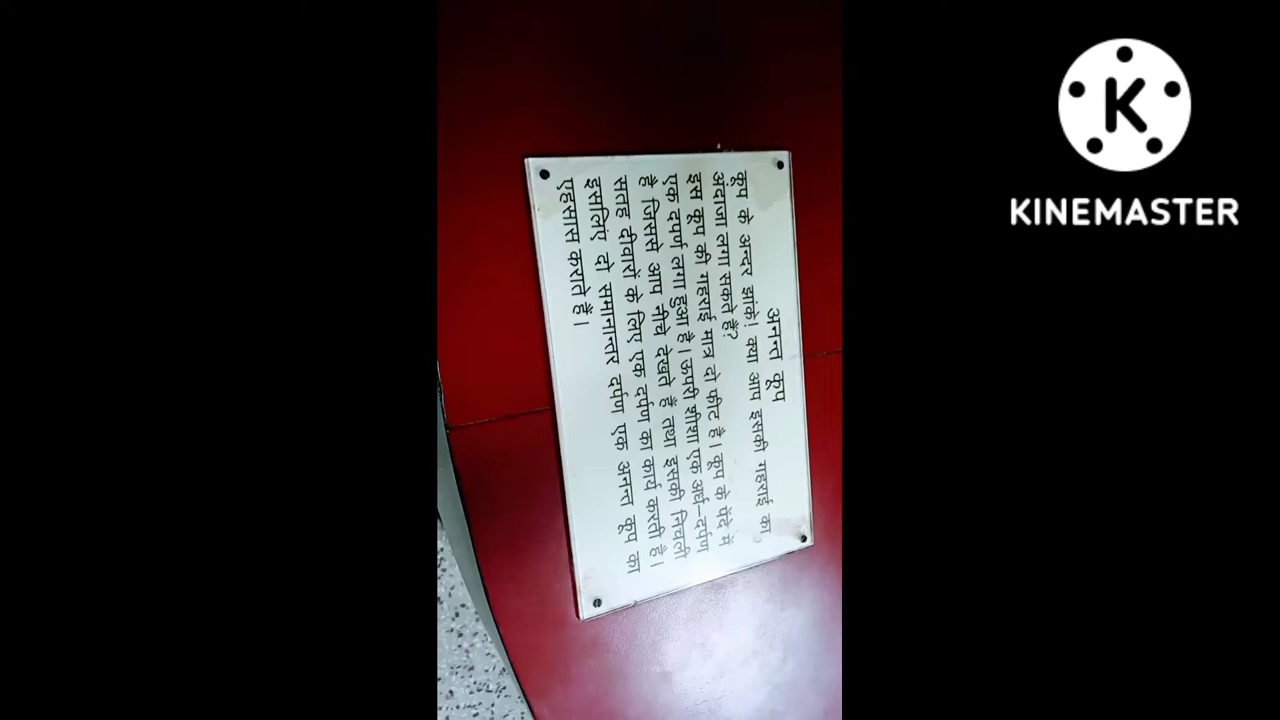 अनन्त कूप
कूप के अन्दर झांके! क्या आप इसकी गहराई का
अंदाजा लगा सकते हैं?
इस कूप की गहराई मात्र दो फीट है। कूप के पेंदे में
एक दर्पण लगा हुआ है। ऊपरी शीशा एक अर्ध–दर्पण
है जिससे आप नीचे देखते हैं तथा इसकी निचली
सतह दीवारों के लिए एक दर्पण का कार्य करती है।
इसलिए दो समानान्तर दर्पण एक अनन्त कूप का
एहसास कराते हैं।
K
KINEMASTER